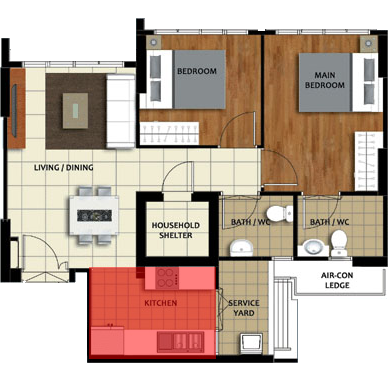 BEDROOM
MAIN
BEDROOM
LIVING / DINING
HOUSEHOLD
SHELTER
BATH / WC
BATH / WC
AIR-CON
LEDGE
KITCHEN
SERVICE
YARD